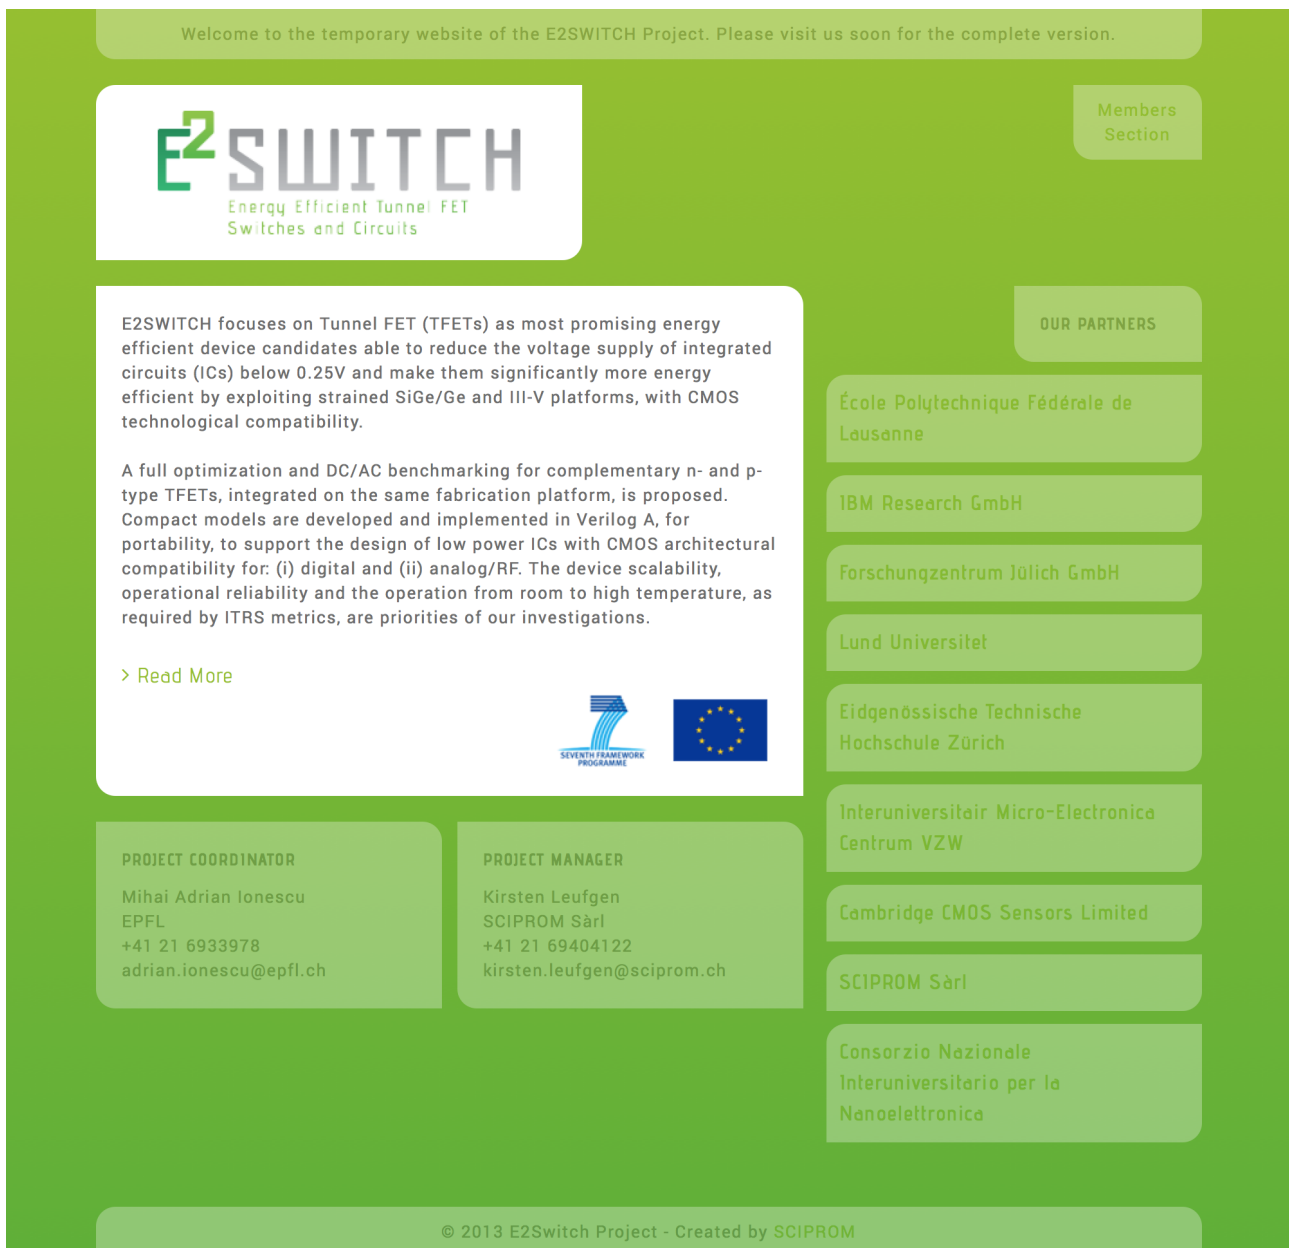 Welcome to the temporary website of the E2SWITCH Project. Please visit us soon for the complete version.
E2SWITCH
Energy Efficient Tunnel FET
Switches and Circuits
Members
Section
E2SWITCH focuses on Tunnel FET (TFETs) as most promising energy
efficient device candidates able to reduce the voltage supply of integrated
circuits (ICs) below 0.25V and make them significantly more energy
efficient by exploiting strained SiGe/Ge and III-V platforms, with CMOS
technological compatibility.
A full optimization and DC/AC benchmarking for complementary n- and p-
type TFETs, integrated on the same fabrication platform, is proposed.
Compact models are developed and implemented in Verilog A, for
portability, to support the design of low power ICs with CMOS architectural
compatibility for: (i) digital and (ii) analog/RF. The device scalability,
operational reliability and the operation from room to high temperature, as
required by ITRS metrics, are priorities of our investigations.
> Read More
SEVENTH FRAMEWORK
PROGRAMME
PROJECT COORDINATOR
Mihai Adrian Ionescu
EPFL
+41 21 6933978
adrian.ionescu@epfl.ch
PROJECT MANAGER
Kirsten Leufgen
SCIPROM Sàrl
+41 21 69404122
kirsten.leufgen@sciprom.ch
OUR PARTNERS
École Polytechnique Fédérale de
Lausanne
IBM Research GmbH
Forschungzentrum Jülich GmbH
Lund Universitet
Eidgenössische Technische
Hochschule Zürich
Interuniversitair Micro-Electronica
Centrum VZW
Cambridge CMOS Sensors Limited
SCIPROM Sàrl
Consorzio Nazionale
Interuniversitario per la
Nanoelettronica
© 2013 E2Switch Project - Created by SCIPROM